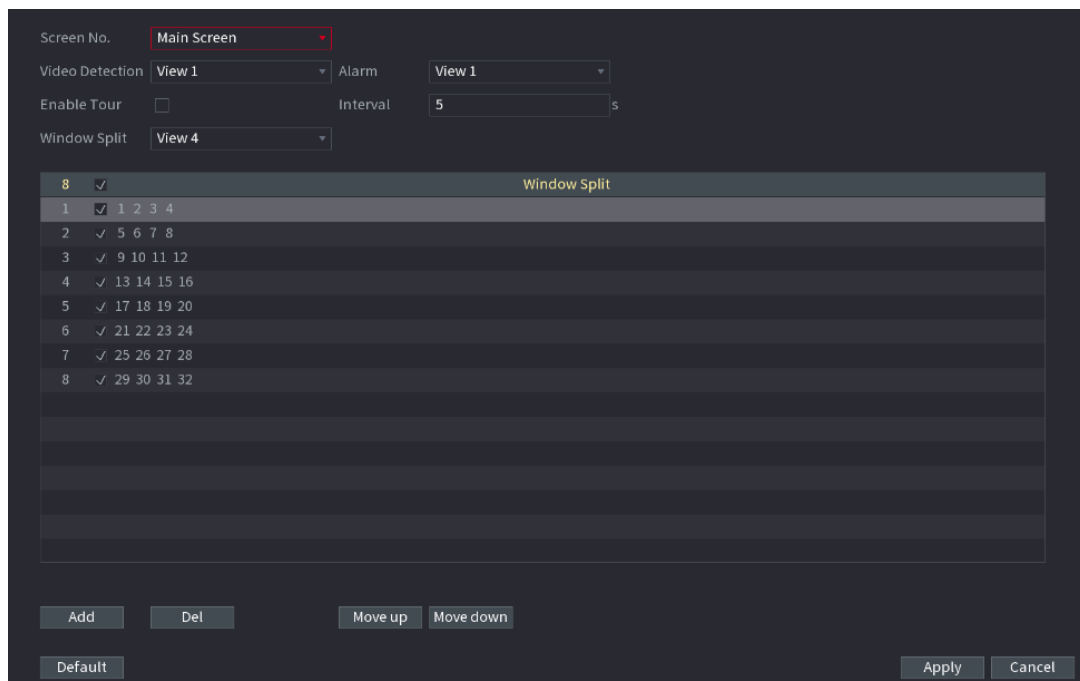 Screen No. Main Screen
Video Detection View 1 Alarm View 1
Enable Tour Interval 5 s
Window Split View 4
8 Window Split
1 1 2 3 4
2 5 6 7 8
3 9 10 11 12
4 13 14 15 16
5 17 18 19 20
6 21 22 23 24
7 25 26 27 28
8 29 30 31 32
Add Del Move up Move down
Default Apply Cancel